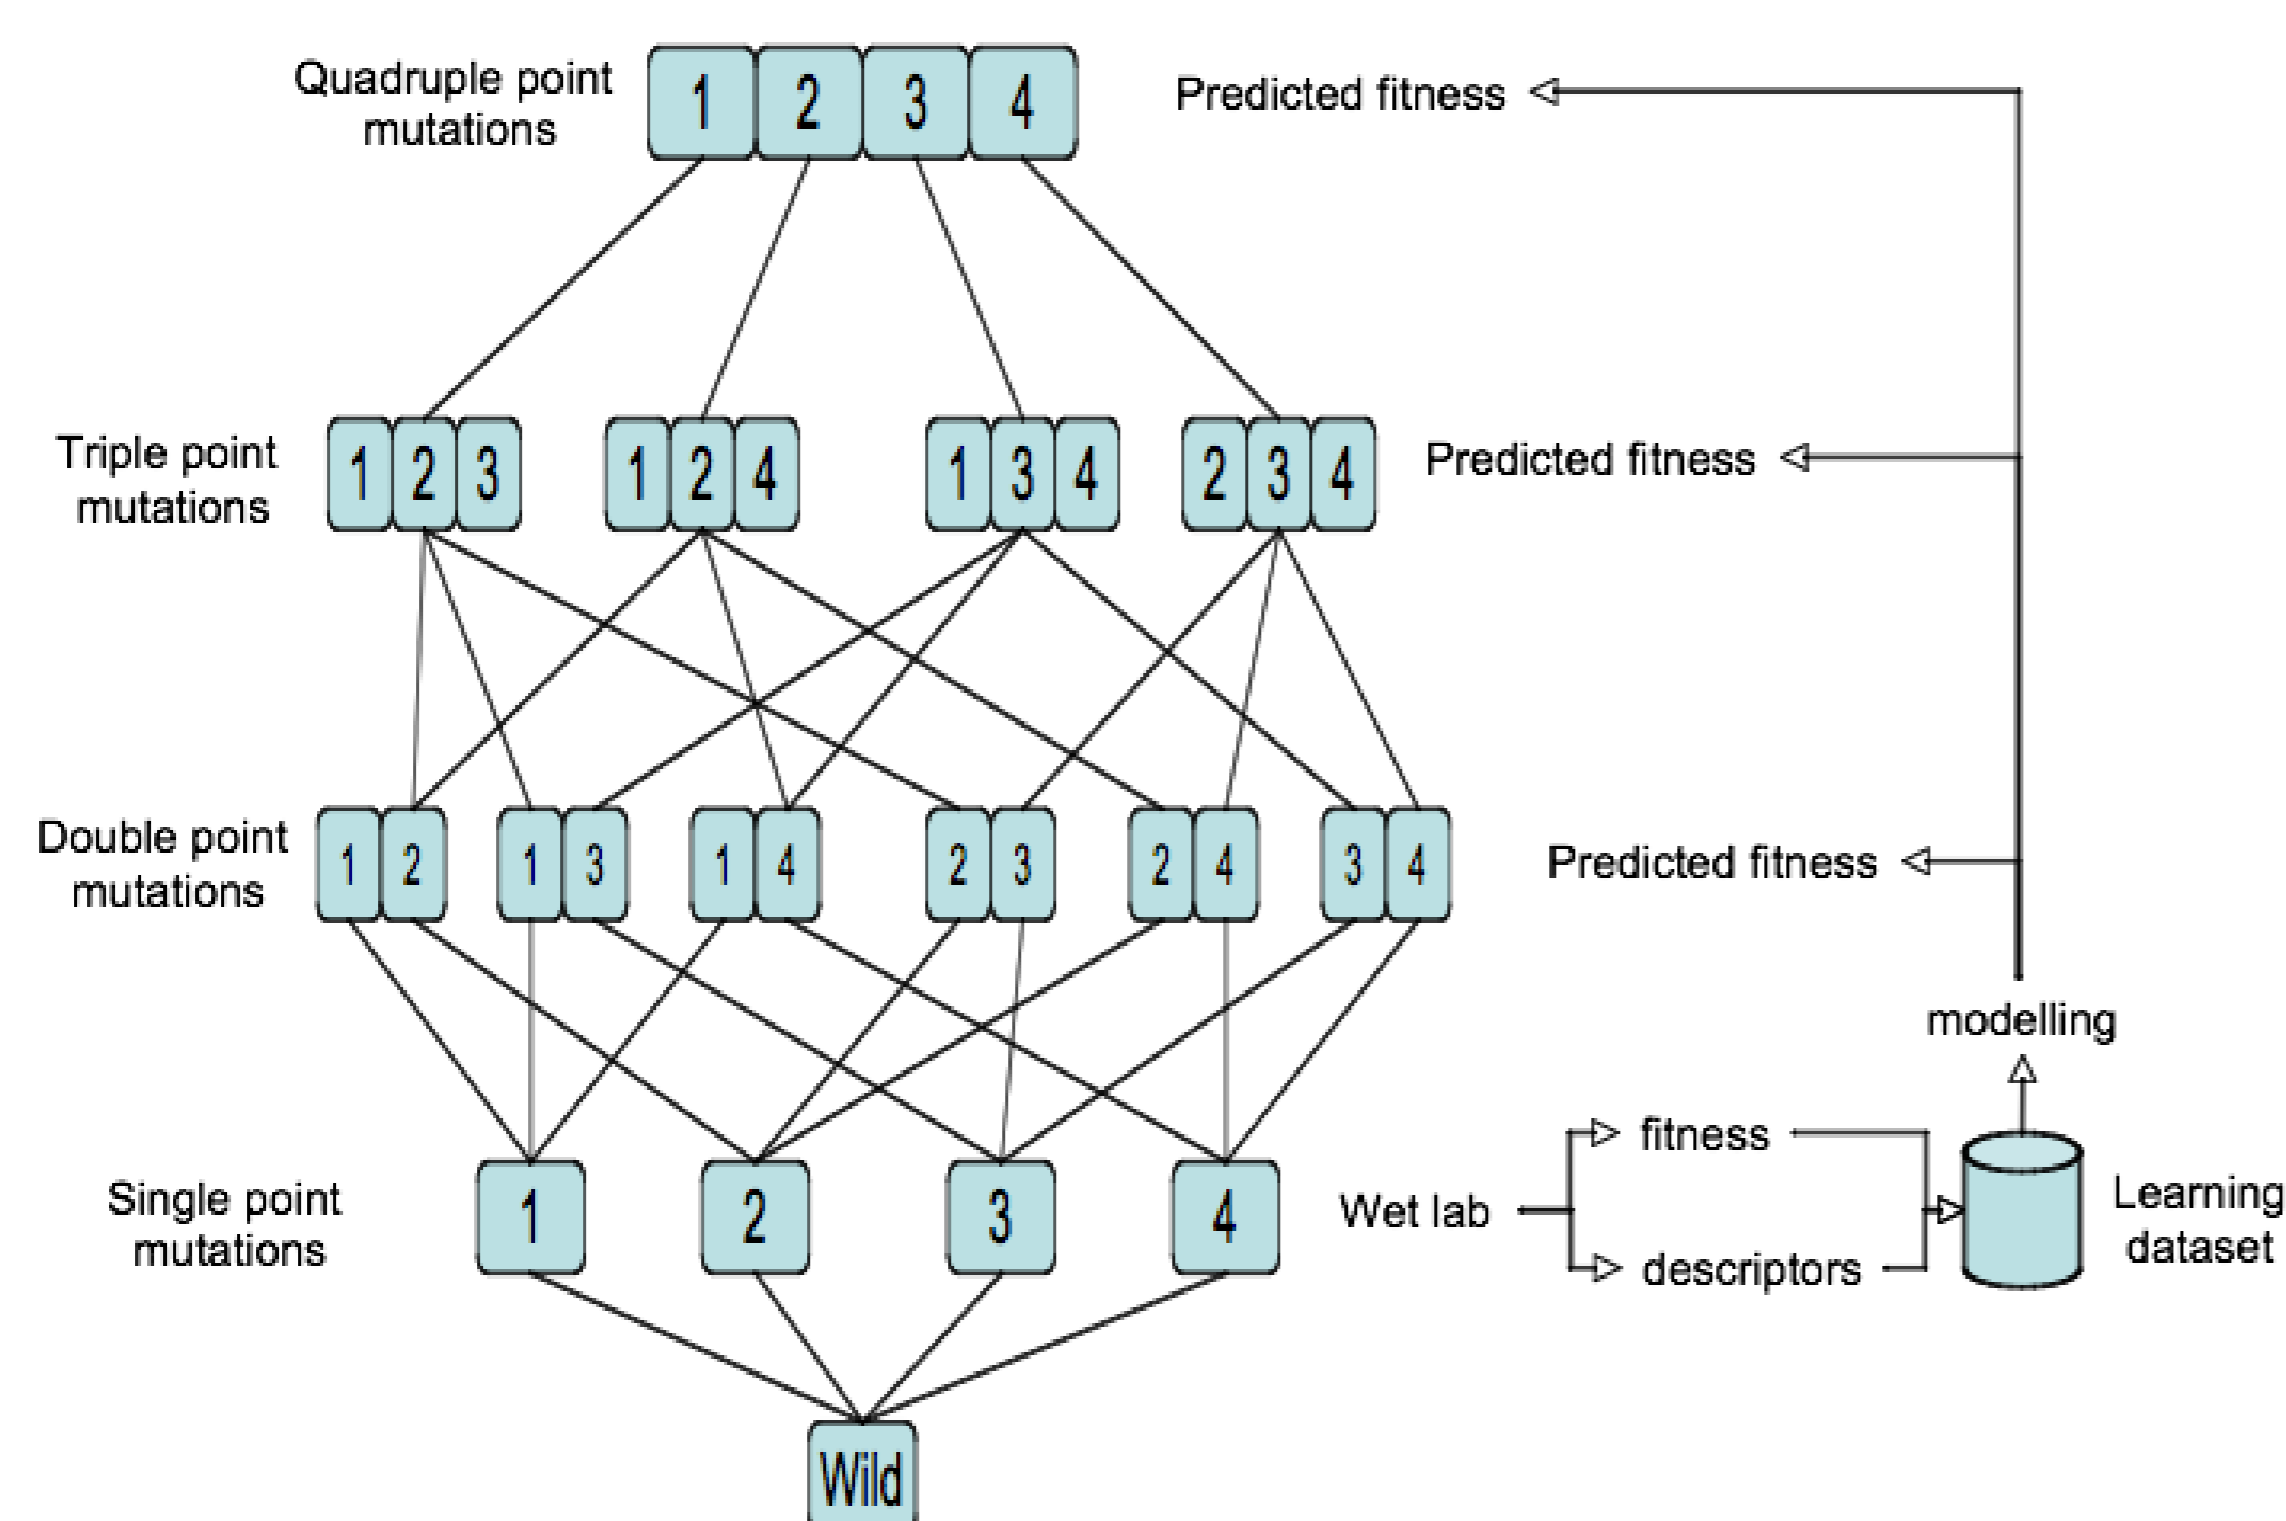 Quadruple point
mutations
1 2 3 4
Predicted fitness
Triple point
mutations
1 2 3
1 2 4
1 3 4
2 3 4
Predicted fitness
Double point
mutations
1 2
1 3
1 4
2 3
2 4
3 4
Predicted fitness
modelling
Single point
mutations
1
2
3
4
Wet lab
fitness
descriptors
Learning
dataset
Wild